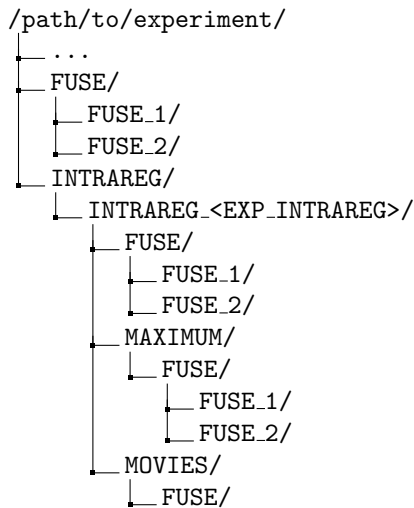 /path/to/experiment/
...
FUSE/
FUSE_1/
FUSE_2/
INTRAREG/
INTRAREG_<EXP_INTRAREG>/
FUSE/
FUSE_1/
FUSE_2/
MAXIMUM/
FUSE/
FUSE_1/
FUSE_2/
MOVIES/
FUSE/